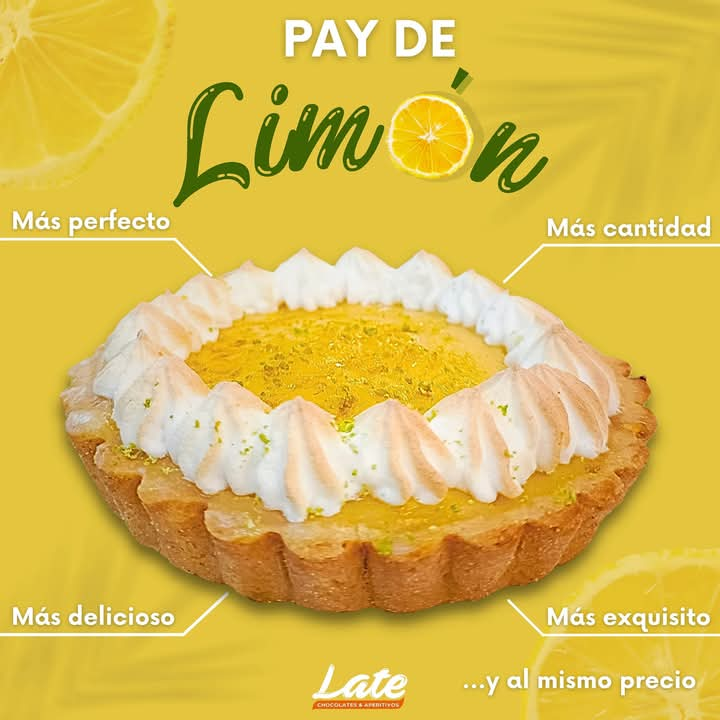 PAY DE
Limón
Más perfecto
Más cantidad
Más delicioso
Más exquisito
...y al mismo precio
Late
CHOCOLATES & APERITIVOS